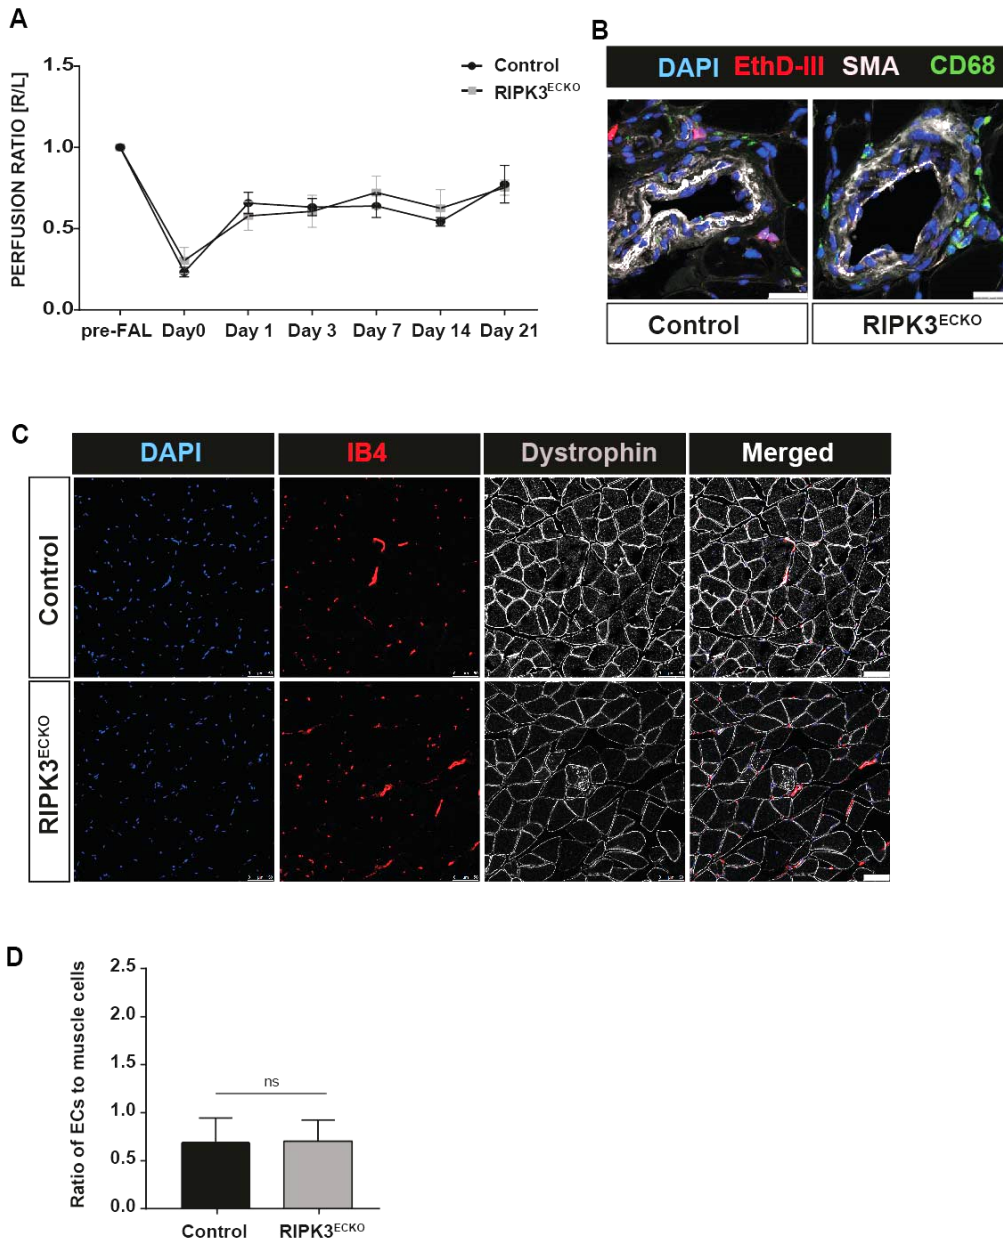 A
PERFUSION RATIO [R/L]
1.5
1.0
0.5
0.0
pre-FAL Day0 Day 1 Day 3 Day 7 Day 14 Day 21
Control
RIPK3ECKO
B
DAPI EthD-III SMA CD68
Control RIPK3ECKO
C
DAPI IB4 Dystrophin Merged
Control
RIPK3ECKO
D
Ratio of ECs to muscle cells
2.5
2.0
1.5
1.0
0.5
0.0
ns
Control RIPK3ECKO